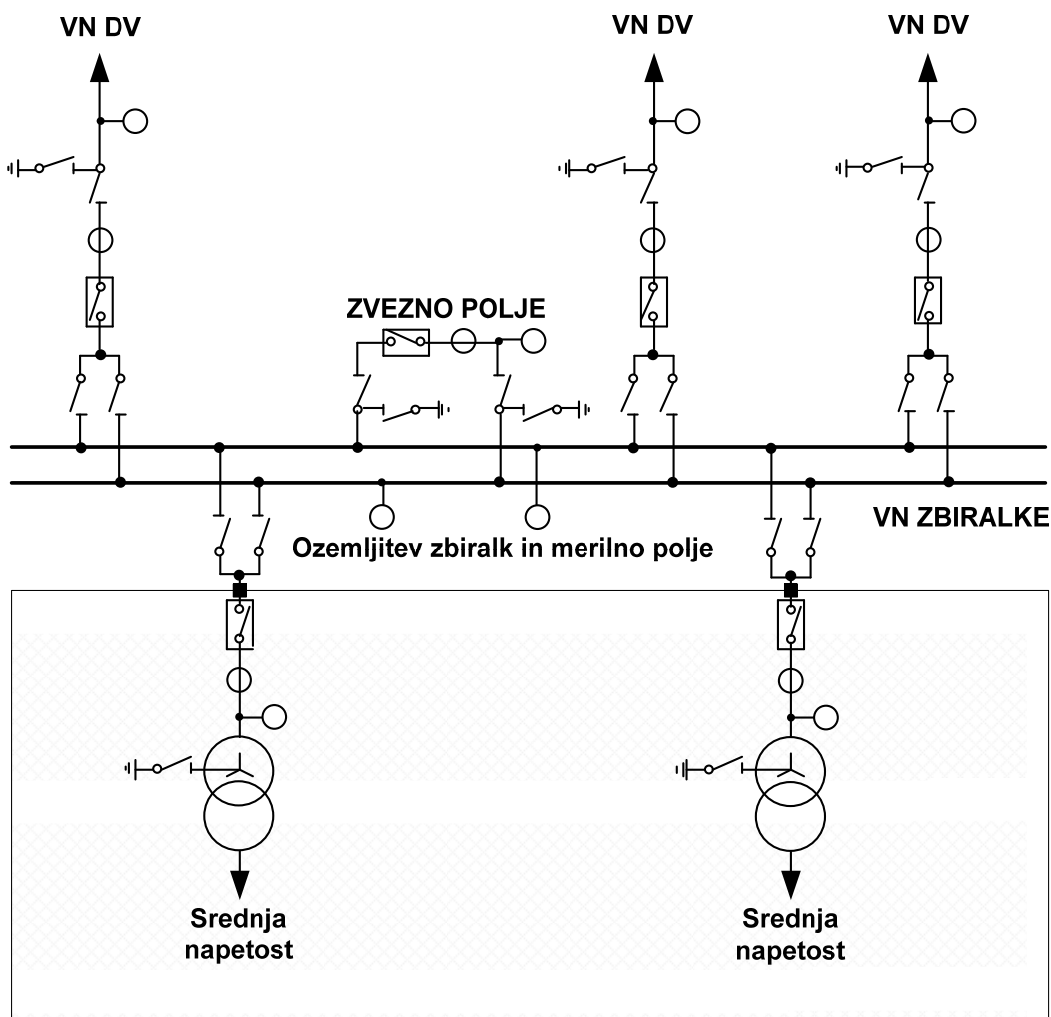 VN DV
VN DV
VN DV
ZVEZNO POLJE
VN ZBIRALKE
Ozemljitev zbiralk in merilno polje
Srednja
napetost
Srednja
napetost